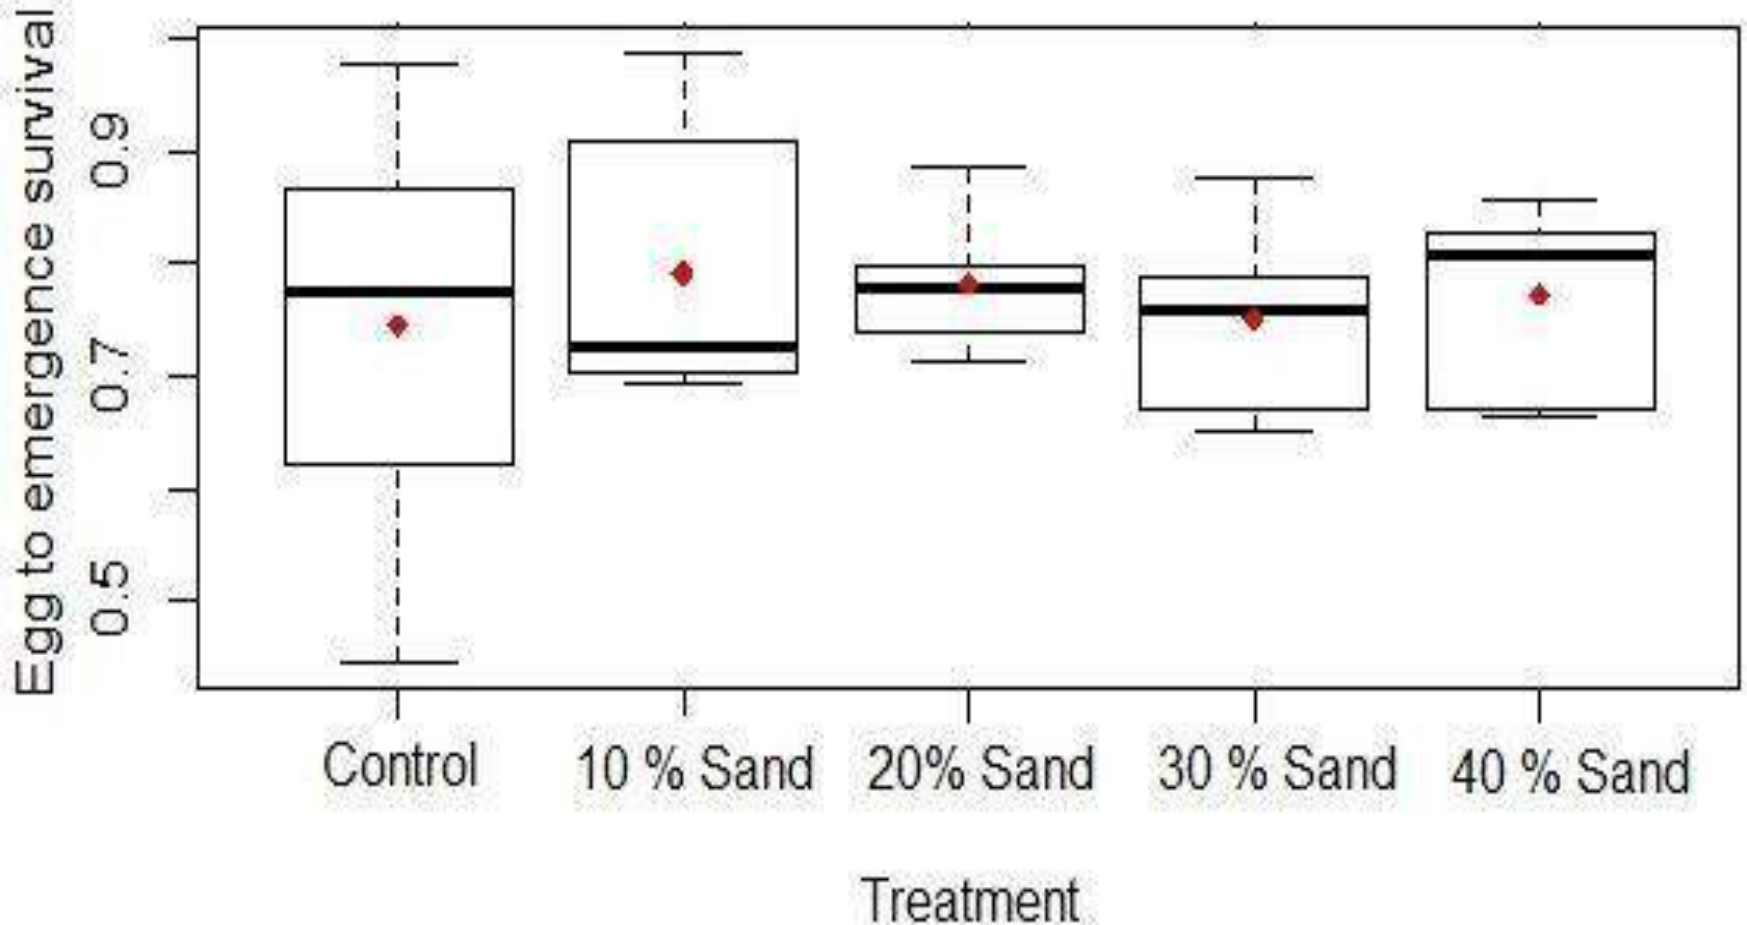 Egg to emergence survival
0.9
0.7
0.5
Control
10 % Sand
20% Sand
30 % Sand
40 % Sand
Treatment